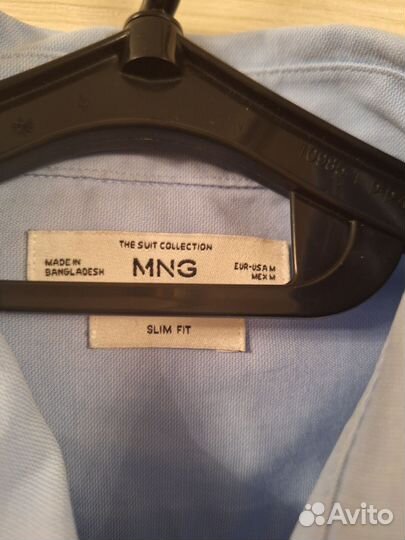 THE SUIT COLLECTION
MADE IN
BANGLADESH
MNG
EUR-USA M
MEX M
SLIM FIT
Avito